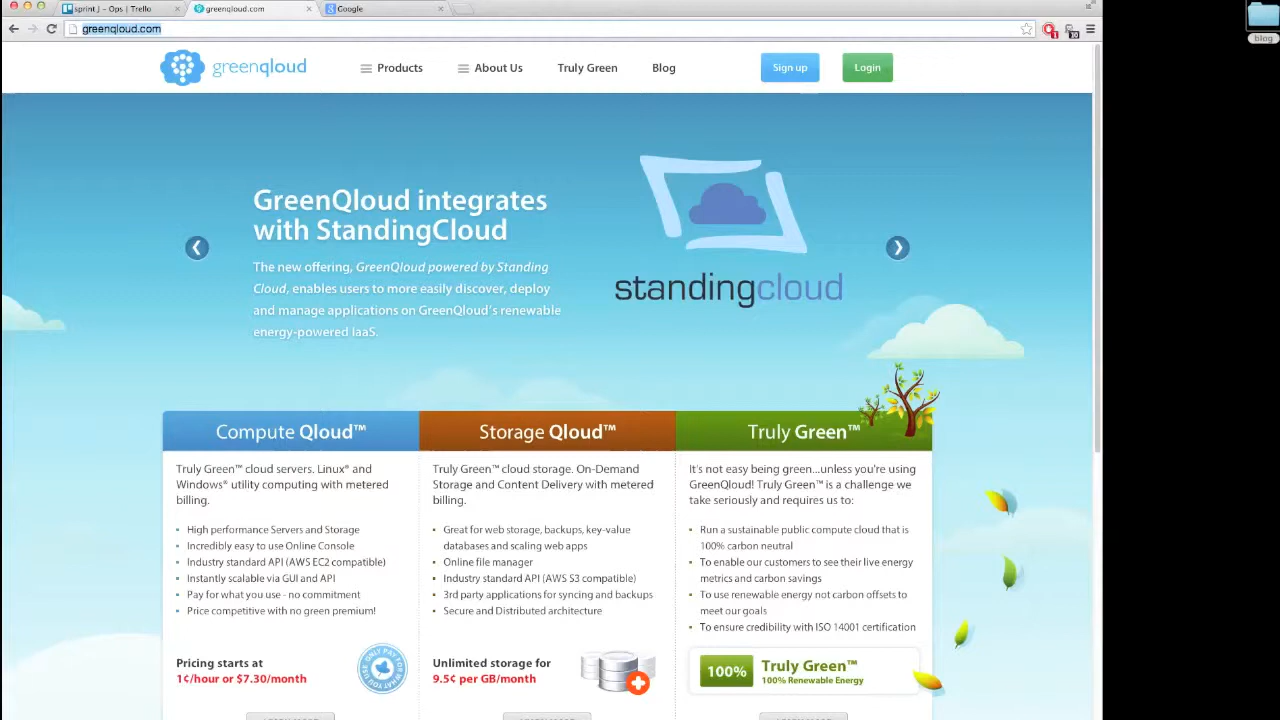 sprint J - Ops | Trello
greenqloud.com
Google
greenqloud.com
blog
greenqloud
Products
About Us
Truly Green
Blog
Sign up
Login
GreenQloud integrates
with StandingCloud
The new offering, GreenQloud powered by Standing
Cloud, enables users to more easily discover, deploy
and manage applications on GreenQloud's renewable
energy-powered IaaS.
standingcloud
Compute Qloud™
Truly Green™ cloud servers. Linux® and
Windows® utility computing with metered
billing.
High performance Servers and Storage
Incredibly easy to use Online Console
Industry standard API (AWS EC2 compatible)
Instantly scalable via GUI and API
Pay for what you use - no commitment
Price competitive with no green premium!
Pricing starts at
1¢/hour or $7.30/month
Storage Qloud™
Truly Green™ cloud storage. On-Demand
Storage and Content Delivery with metered
billing.
Great for web storage, backups, key-value
databases and scaling web apps
Online file manager
Industry standard API (AWS S3 compatible)
3rd party applications for syncing and backups
Secure and Distributed architecture
Unlimited storage for
9.5¢ per GB/month
Truly Green™
It's not easy being green...unless you're using
GreenQloud! Truly Green™ is a challenge we
take seriously and requires us to:
Run a sustainable public compute cloud that is
100% carbon neutral
To enable our customers to see their live energy
metrics and carbon savings
To use renewable energy not carbon offsets to
meet our goals
To ensure credibility with ISO 14001 certification
100%
Truly Green™
100% Renewable Energy